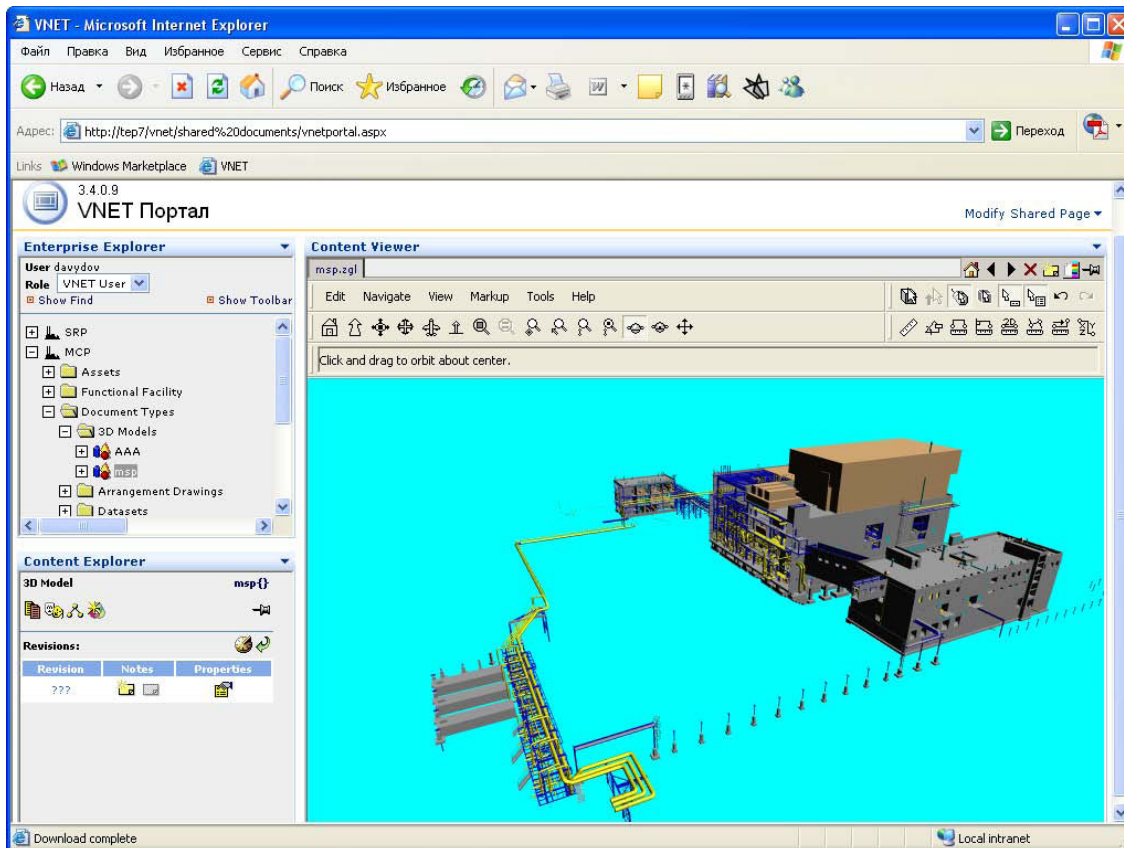 VNET - Microsoft Internet Explorer
Файл Правка Вид Избранное Сервис Справка
Назад Поиск Избранное
Адрес: http://tep7/vnet/shared%20documents/vnetportal.aspx Переход
Links Windows Marketplace VNET
3.4.0.9
VNET Портал
Modify Shared Page
Enterprise Explorer
User davydov
Role VNET User
Show Find Show Toolbar
SRP
MCP
Assets
Functional Facility
Document Types
3D Models
AAA
msp
Arrangement Drawings
Datasets
Content Explorer
3D Model msp{}
Revisions:
Revision Notes Properties
???
Content Viewer
msp.zgl
Edit Navigate View Markup Tools Help
Click and drag to orbit about center.
Download complete
Local intranet